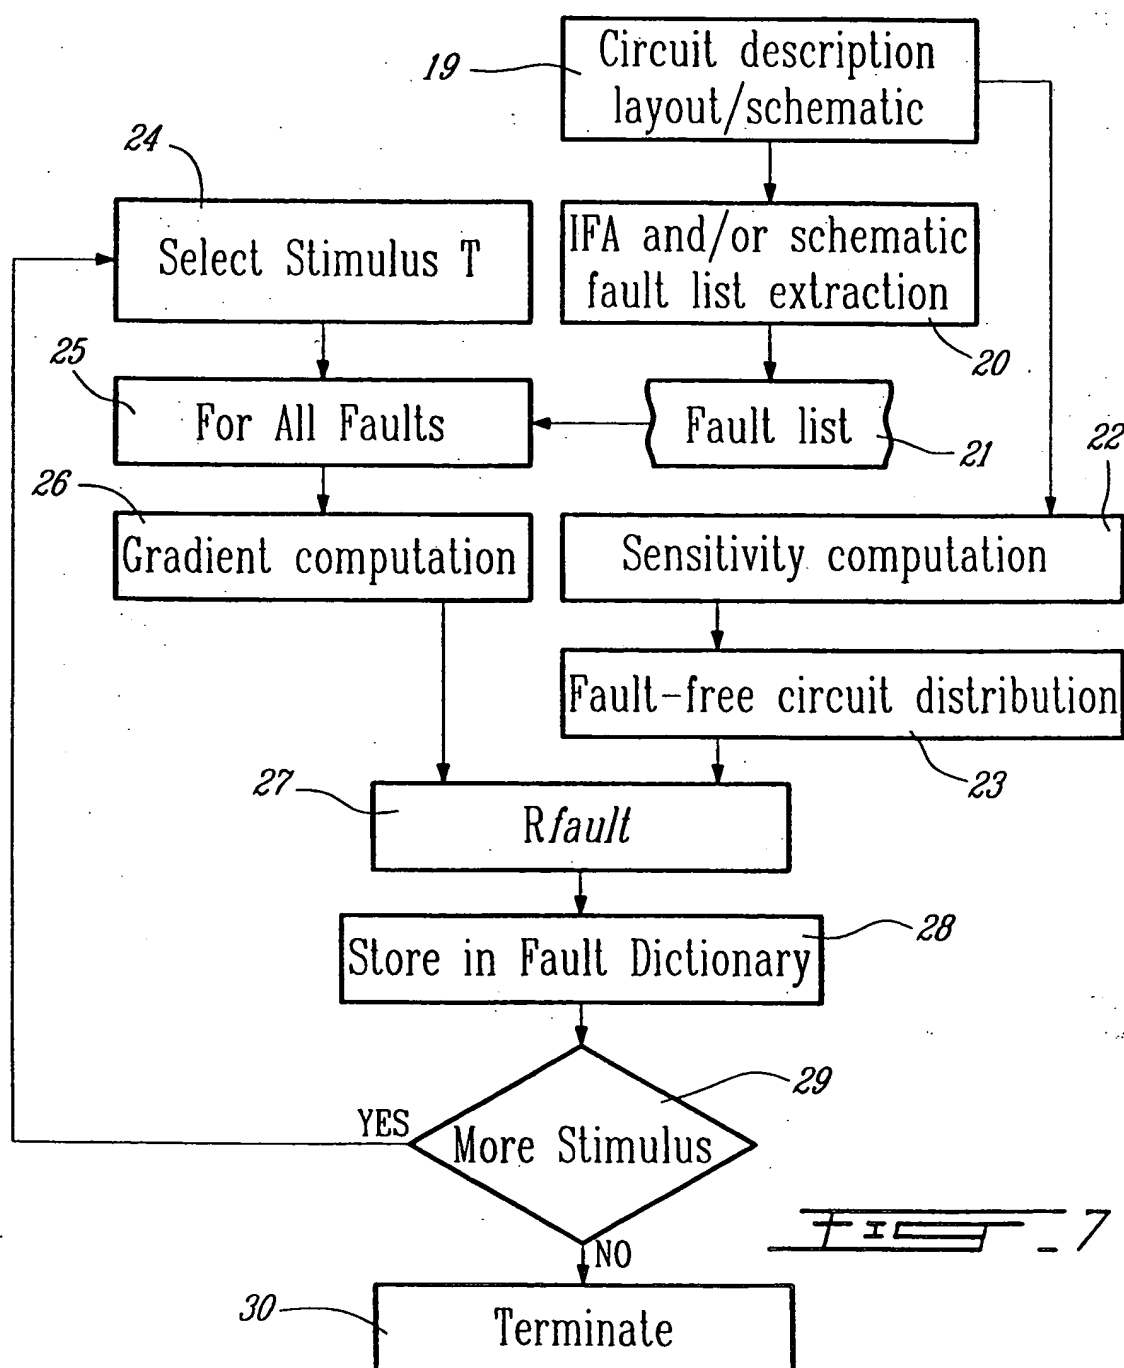 19
Circuit description
layout/schematic
24
Select Stimulus T
IFA and/or schematic
fault list extraction
20
25
For All Faults
Fault list
21
22
26
Gradient computation
Sensitivity computation
Fault-free circuit distribution
23
27
Rfault
Store in Fault Dictionary
28
29
YES
More Stimulus
FIG - 7
NO
30
Terminate